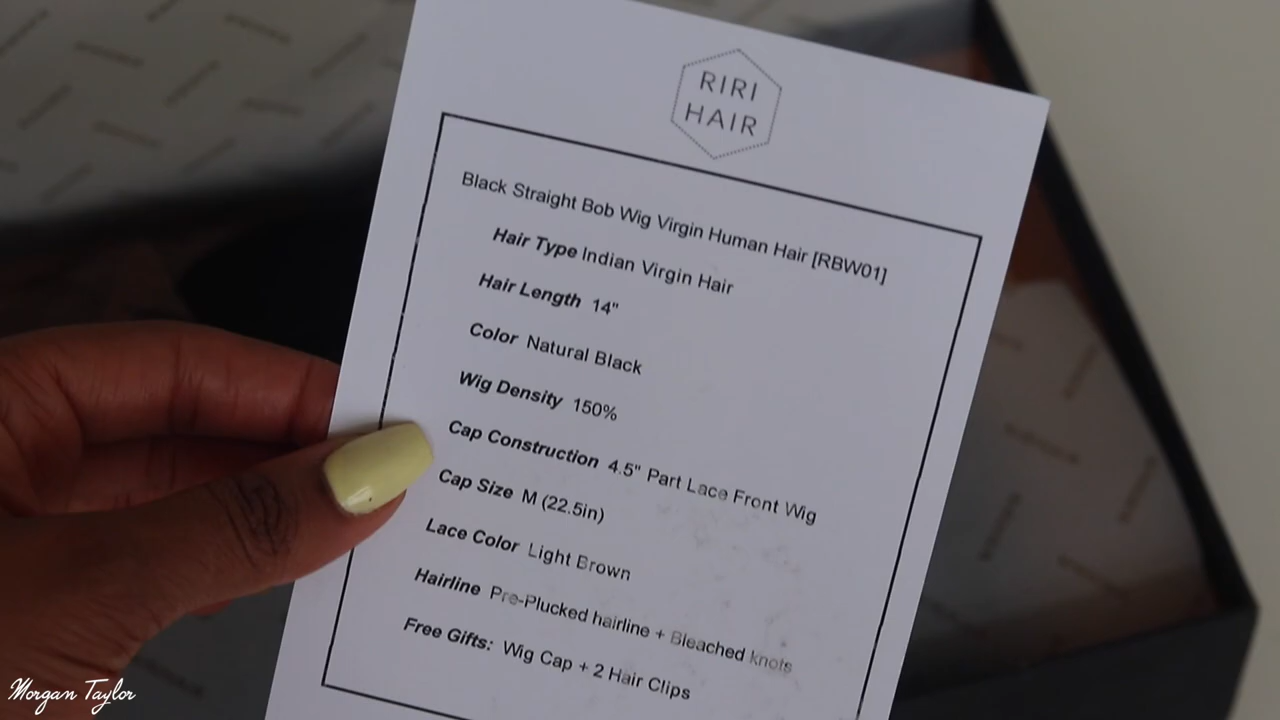 RIRI
HAIR
Black Straight Bob Wig Virgin Human Hair [RBW01]
Hair Type Indian Virgin Hair
Hair Length 14"
Color Natural Black
Wig Density 150%
Cap Construction 4.5" Part Lace Front Wig
Cap Size M (22.5in)
Lace Color Light Brown
Hairline Pre-Plucked hairline + Bleached knots
Free Gifts: Wig Cap + 2 Hair Clips
Morgan Taylor